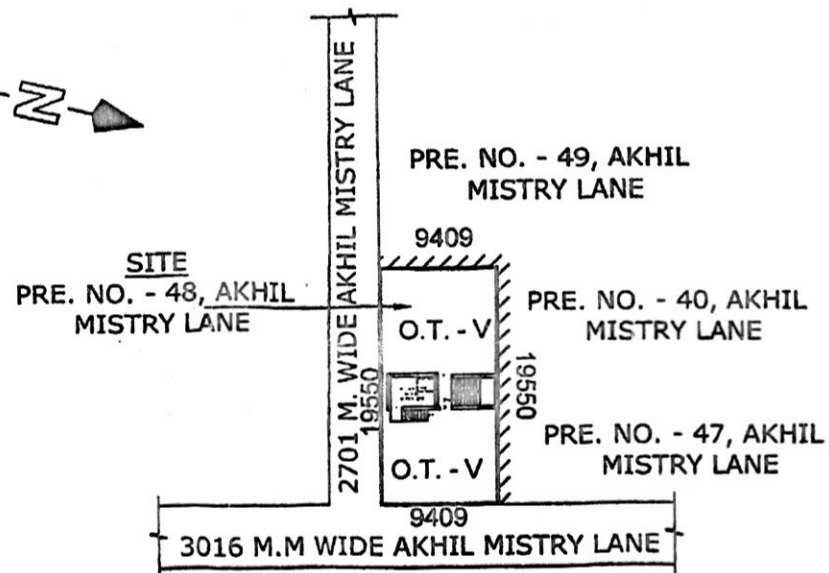 N
PRE. NO. - 49, AKHIL
MISTRY LANE
9409
SITE
PRE. NO. - 48, AKHIL
MISTRY LANE
2701 M. WIDE AKHIL MISTRY LANE
19550
O.T. - V
PRE. NO. - 40, AKHIL
MISTRY LANE
19550
O.T. - V
PRE. NO. - 47, AKHIL
MISTRY LANE
9409
3016 M.M WIDE AKHIL MISTRY LANE